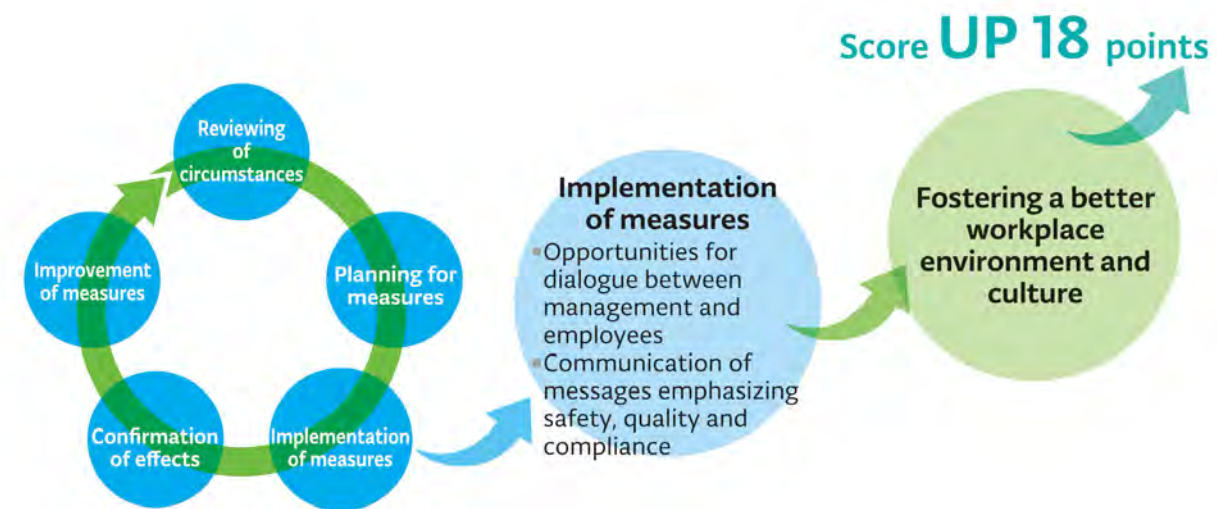 Score UP 18 points
Reviewing
of
circumstances
Planning for
measures
Implementation
of measures
Confirmation
of effects
Improvement
of measures
Implementation
of measures
▪Opportunities for
dialogue between
management and
employees
▪Communication of
messages emphasizing
safety, quality and
compliance
Fostering a better
workplace
environment and
culture